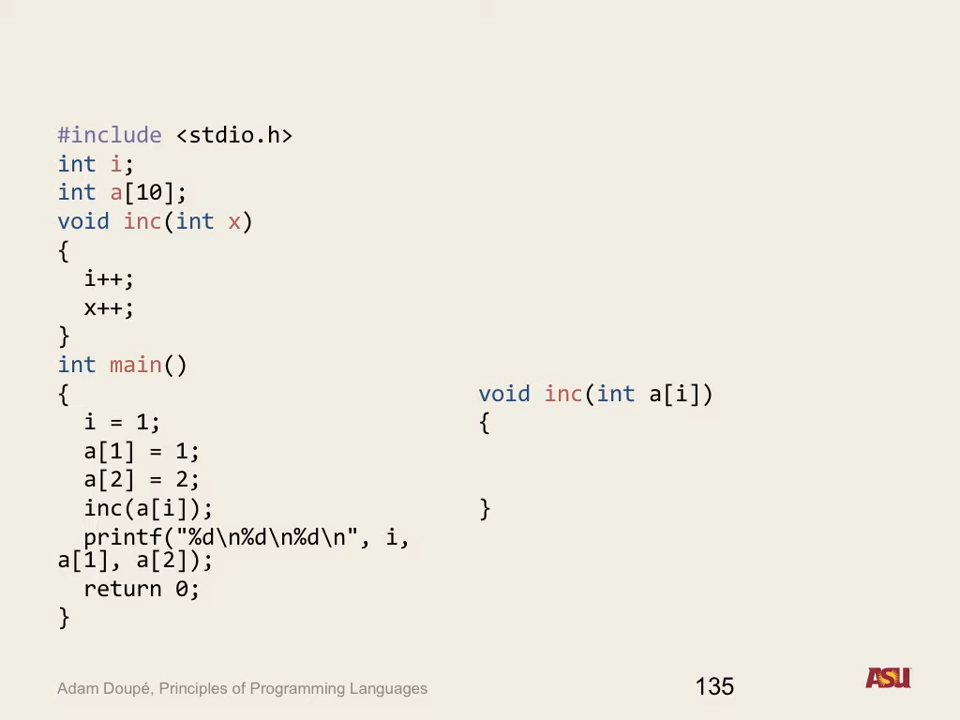 #include <stdio.h>
int i;
int a[10];
void inc(int x)
{
  i++;
  x++;
}
int main()
{
  i = 1;
  a[1] = 1;
  a[2] = 2;
  inc(a[i]);
  printf("%d\n%d\n%d\n", i,
a[1], a[2]);
  return 0;
}
void inc(int a[i])
{
}
Adam Doupé, Principles of Programming Languages
135
ASU